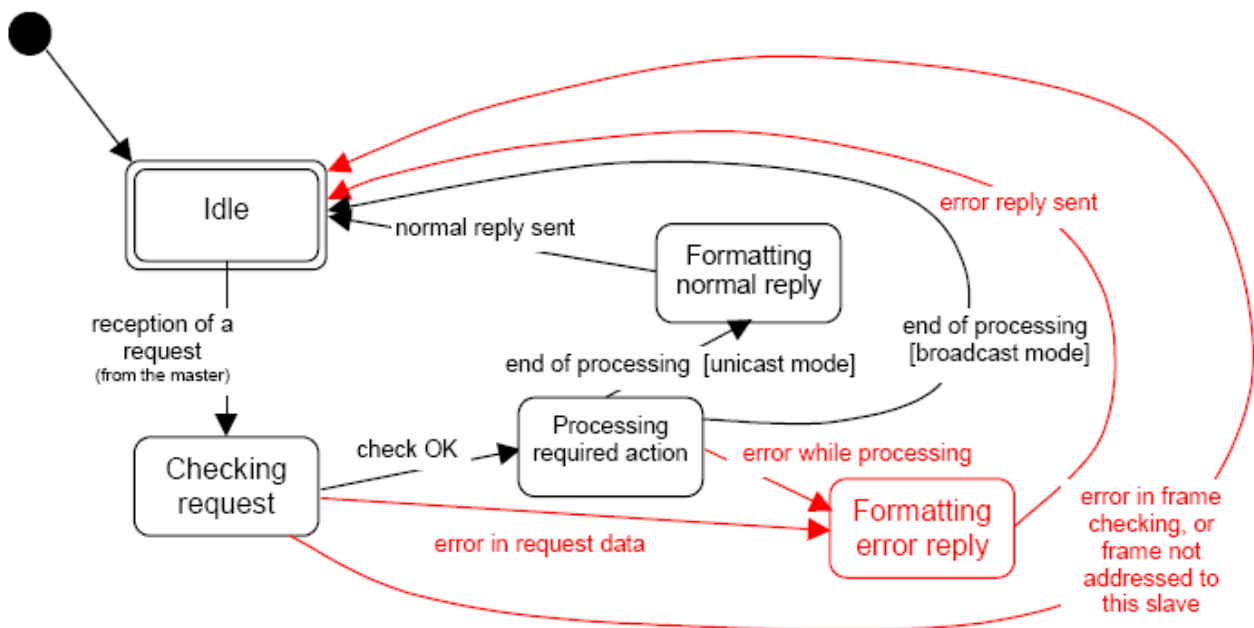 Idle
error reply sent
normal reply sent
Formatting
normal reply
reception of a
request
(from the master)
end of processing
[broadcast mode]
end of processing [unicast mode]
Processing
required action
check OK
Checking
request
error while processing
error in request data
Formatting
error reply
error in frame
checking, or
frame not
addressed to
this slave